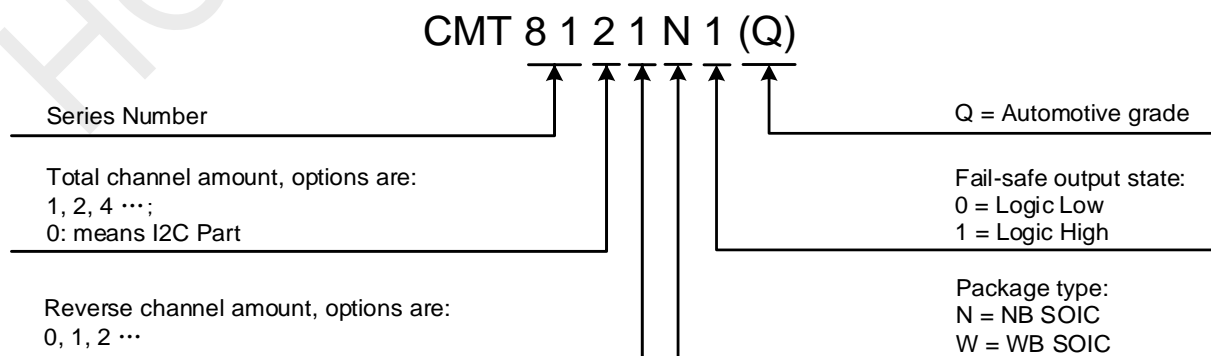 CMT 8 1 2 1 N 1 (Q)
Series Number
Total channel amount, options are:
1, 2, 4 ⋯;
0: means I2C Part
Reverse channel amount, options are:
0, 1, 2 ⋯
Q = Automotive grade
Fail-safe output state:
0 = Logic Low
1 = Logic High
Package type:
N = NB SOIC
W = WB SOIC